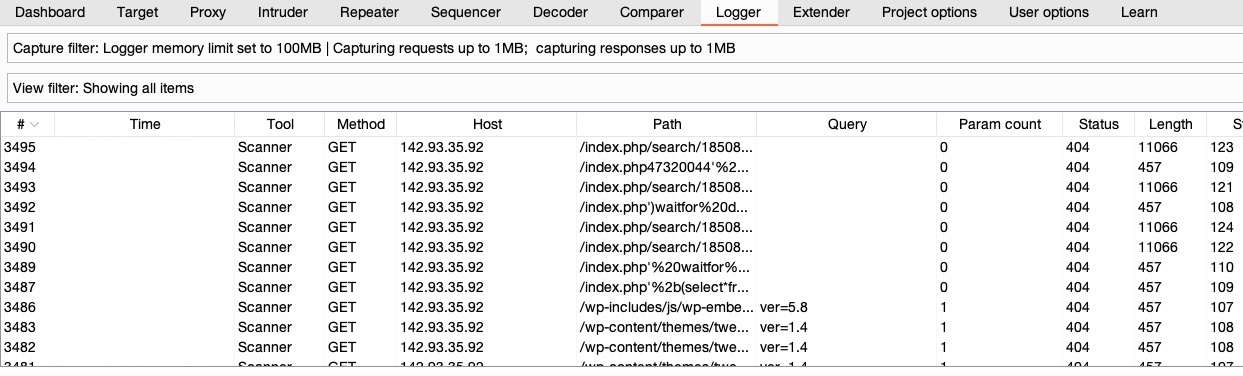 Dashboard Target Proxy Intruder Repeater Sequencer Decoder Comparer Logger Extender Project options User options Learn
Capture filter: Logger memory limit set to 100MB | Capturing requests up to 1MB;  capturing responses up to 1MB
View filter: Showing all items
# Time Tool Method Host Path Query Param count Status Length
3495 Scanner GET 142.93.35.92 /index.php/search/18508... 0 404 11066 123
3494 Scanner GET 142.93.35.92 /index.php47320044'%2... 0 404 457 109
3493 Scanner GET 142.93.35.92 /index.php/search/18508... 0 404 11066 121
3492 Scanner GET 142.93.35.92 /index.php')waitfor%20d... 0 404 457 108
3491 Scanner GET 142.93.35.92 /index.php/search/18508... 0 404 11066 124
3490 Scanner GET 142.93.35.92 /index.php/search/18508... 0 404 11066 122
3489 Scanner GET 142.93.35.92 /index.php'%20waitfor%... 0 404 457 110
3487 Scanner GET 142.93.35.92 /index.php'%2b(select*fr... 0 404 457 109
3486 Scanner GET 142.93.35.92 /wp-includes/js/wp-embe... ver=5.8 1 404 457 107
3483 Scanner GET 142.93.35.92 /wp-content/themes/twe... ver=1.4 1 404 457 108
3482 Scanner GET 142.93.35.92 /wp-content/themes/twe... ver=1.4 1 404 457 108